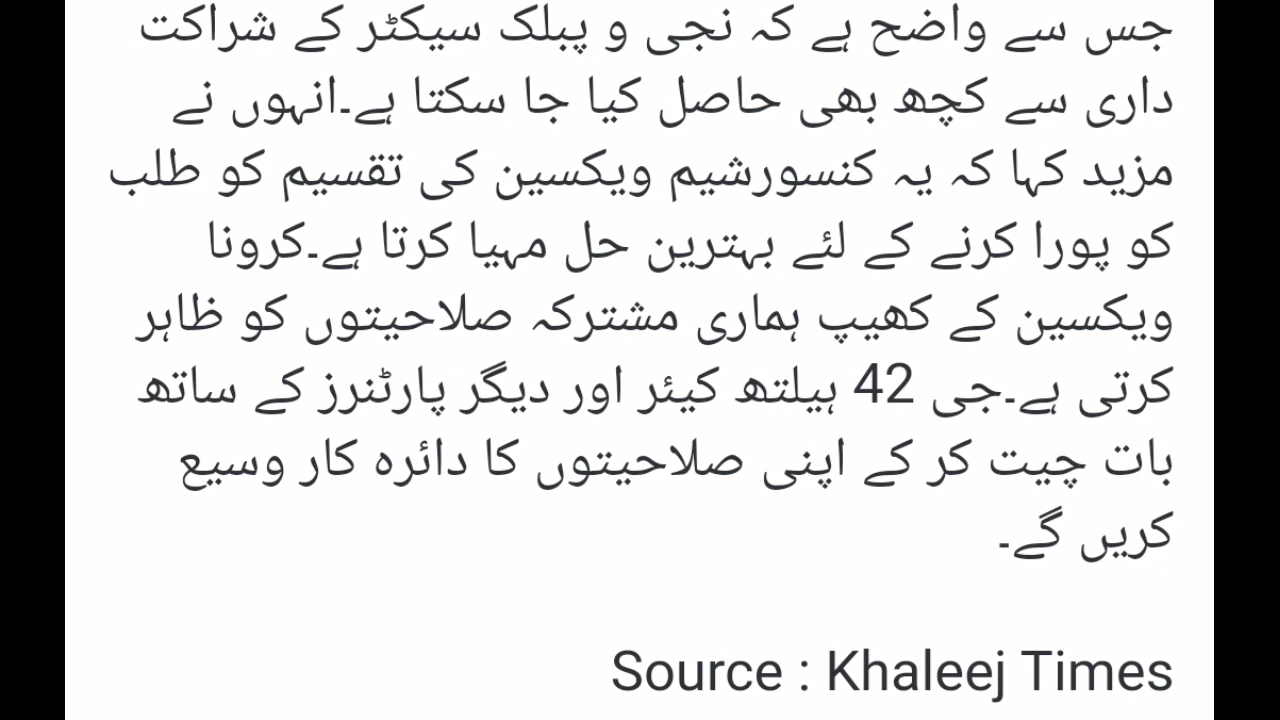 جس سے واضح ہے کہ نجی و پبلک سیکٹر کے شراکت
داری سے کچھ بھی حاصل کیا جا سکتا ہے۔انہوں نے
مزید کہا کہ یہ کنسورشیم ویکسین کی تقسیم کو طلب
کو پورا کرنے کے لئے بہترین حل مہیا کرتا ہے۔کرونا
ویکسین کے کھیپ ہماری مشترکہ صلاحیتوں کو ظاہر
کرتی ہے۔جی 42 ہیلتھ کیئر اور دیگر پارٹنرز کے ساتھ
بات چیت کر کے اپنی صلاحیتوں کا دائرہ کار وسیع
کریں گے۔
Source : Khaleej Times